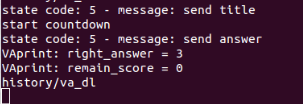 state code: 5 - message: send title
start countdown
state code: 5 - message: send answer
VAprint: right_answer = 3
VAprint: remain_score = 0
history/va_dl